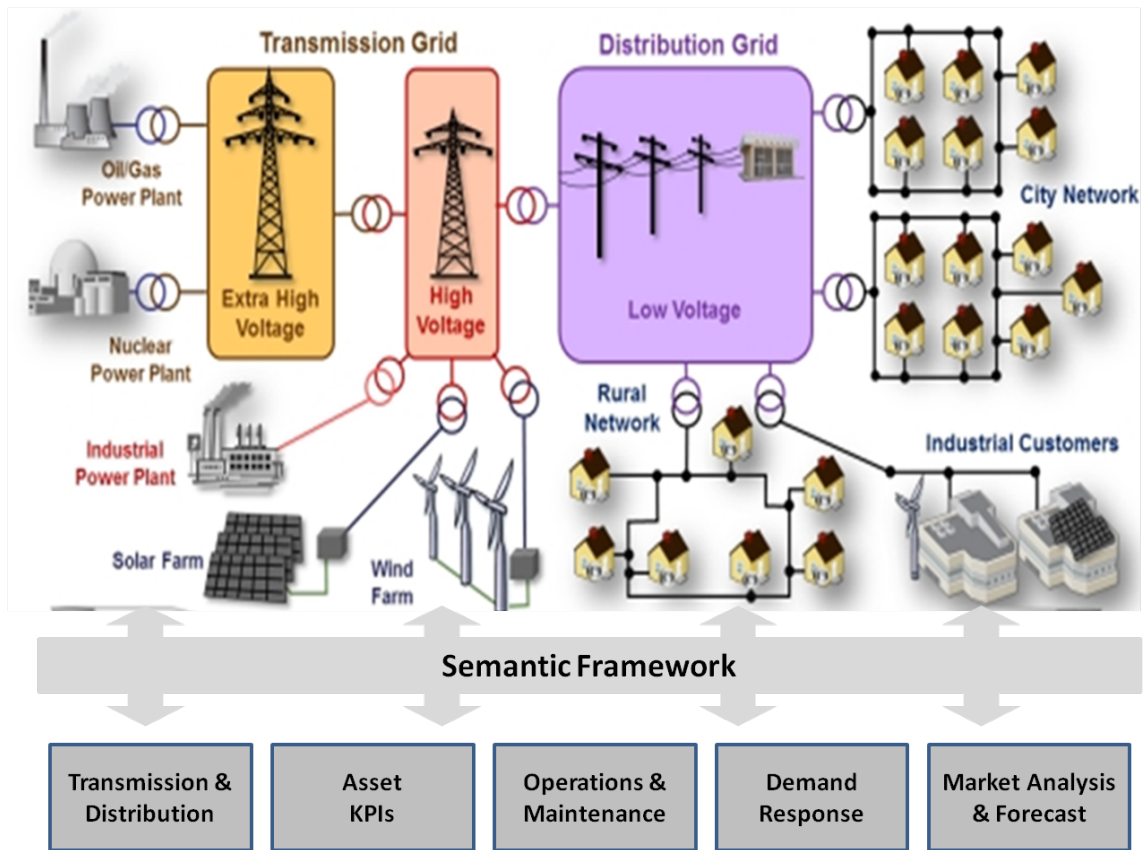 Transmission Grid
Distribution Grid
Oil/Gas
Power Plant
City Network
Extra High
Voltage
High
Voltage
Low Voltage
Nuclear
Power Plant
Rural
Network
Industrial
Power Plant
Industrial Customers
Solar Farm
Wind
Farm
Semantic Framework
Transmission &
Distribution
Asset
KPIs
Operations &
Maintenance
Demand
Response
Market Analysis
& Forecast